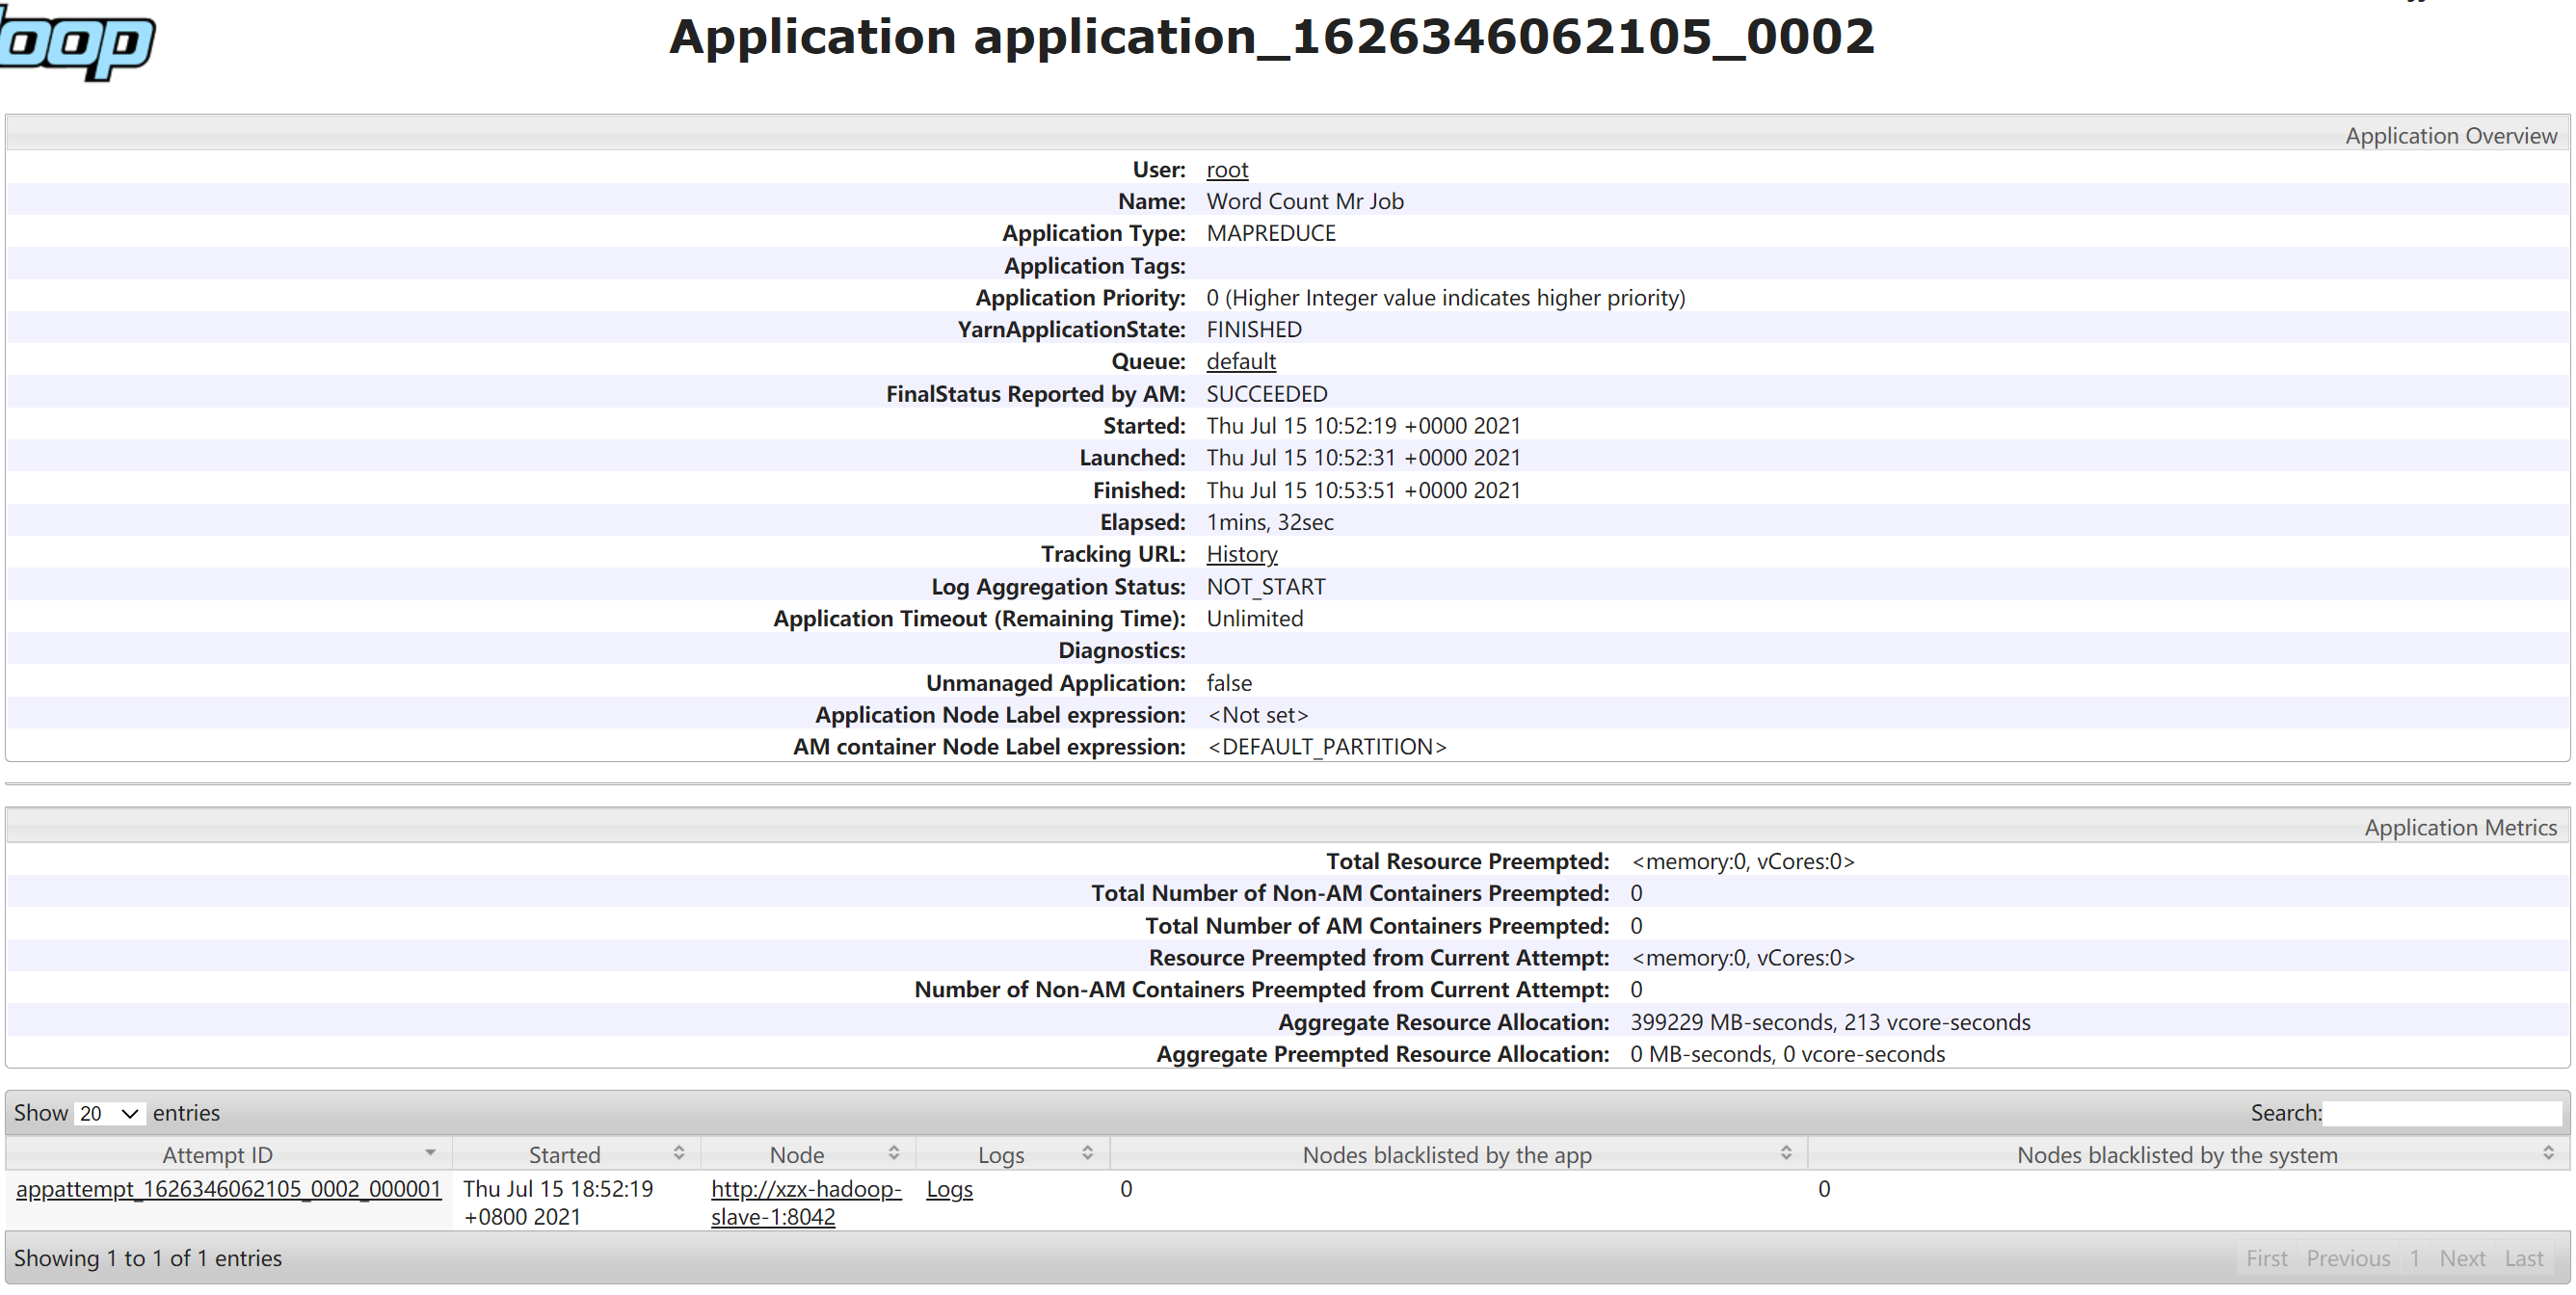 oop
Application application_1626346062105_0002
Application Overview
User: root
Name: Word Count Mr Job
Application Type: MAPREDUCE
Application Tags:
Application Priority: 0 (Higher Integer value indicates higher priority)
YarnApplicationState: FINISHED
Queue: default
FinalStatus Reported by AM: SUCCEEDED
Started: Thu Jul 15 10:52:19 +0000 2021
Launched: Thu Jul 15 10:52:31 +0000 2021
Finished: Thu Jul 15 10:53:51 +0000 2021
Elapsed: 1mins, 32sec
Tracking URL: History
Log Aggregation Status: NOT_START
Application Timeout (Remaining Time): Unlimited
Diagnostics:
Unmanaged Application: false
Application Node Label expression: <Not set>
AM container Node Label expression: <DEFAULT_PARTITION>
Application Metrics
Total Resource Preempted: <memory:0, vCores:0>
Total Number of Non-AM Containers Preempted: 0
Total Number of AM Containers Preempted: 0
Resource Preempted from Current Attempt: <memory:0, vCores:0>
Number of Non-AM Containers Preempted from Current Attempt: 0
Aggregate Resource Allocation: 399229 MB-seconds, 213 vcore-seconds
Aggregate Preempted Resource Allocation: 0 MB-seconds, 0 vcore-seconds
Show 20 entries Search:
Attempt ID Started Node Logs Nodes blacklisted by the app Nodes blacklisted by the system
appattempt_1626346062105_0002_000001 Thu Jul 15 18:52:19 http://xzx-hadoop- Logs 0 0
+0800 2021 slave-1:8042
Showing 1 to 1 of 1 entries First Previous 1 Next Last